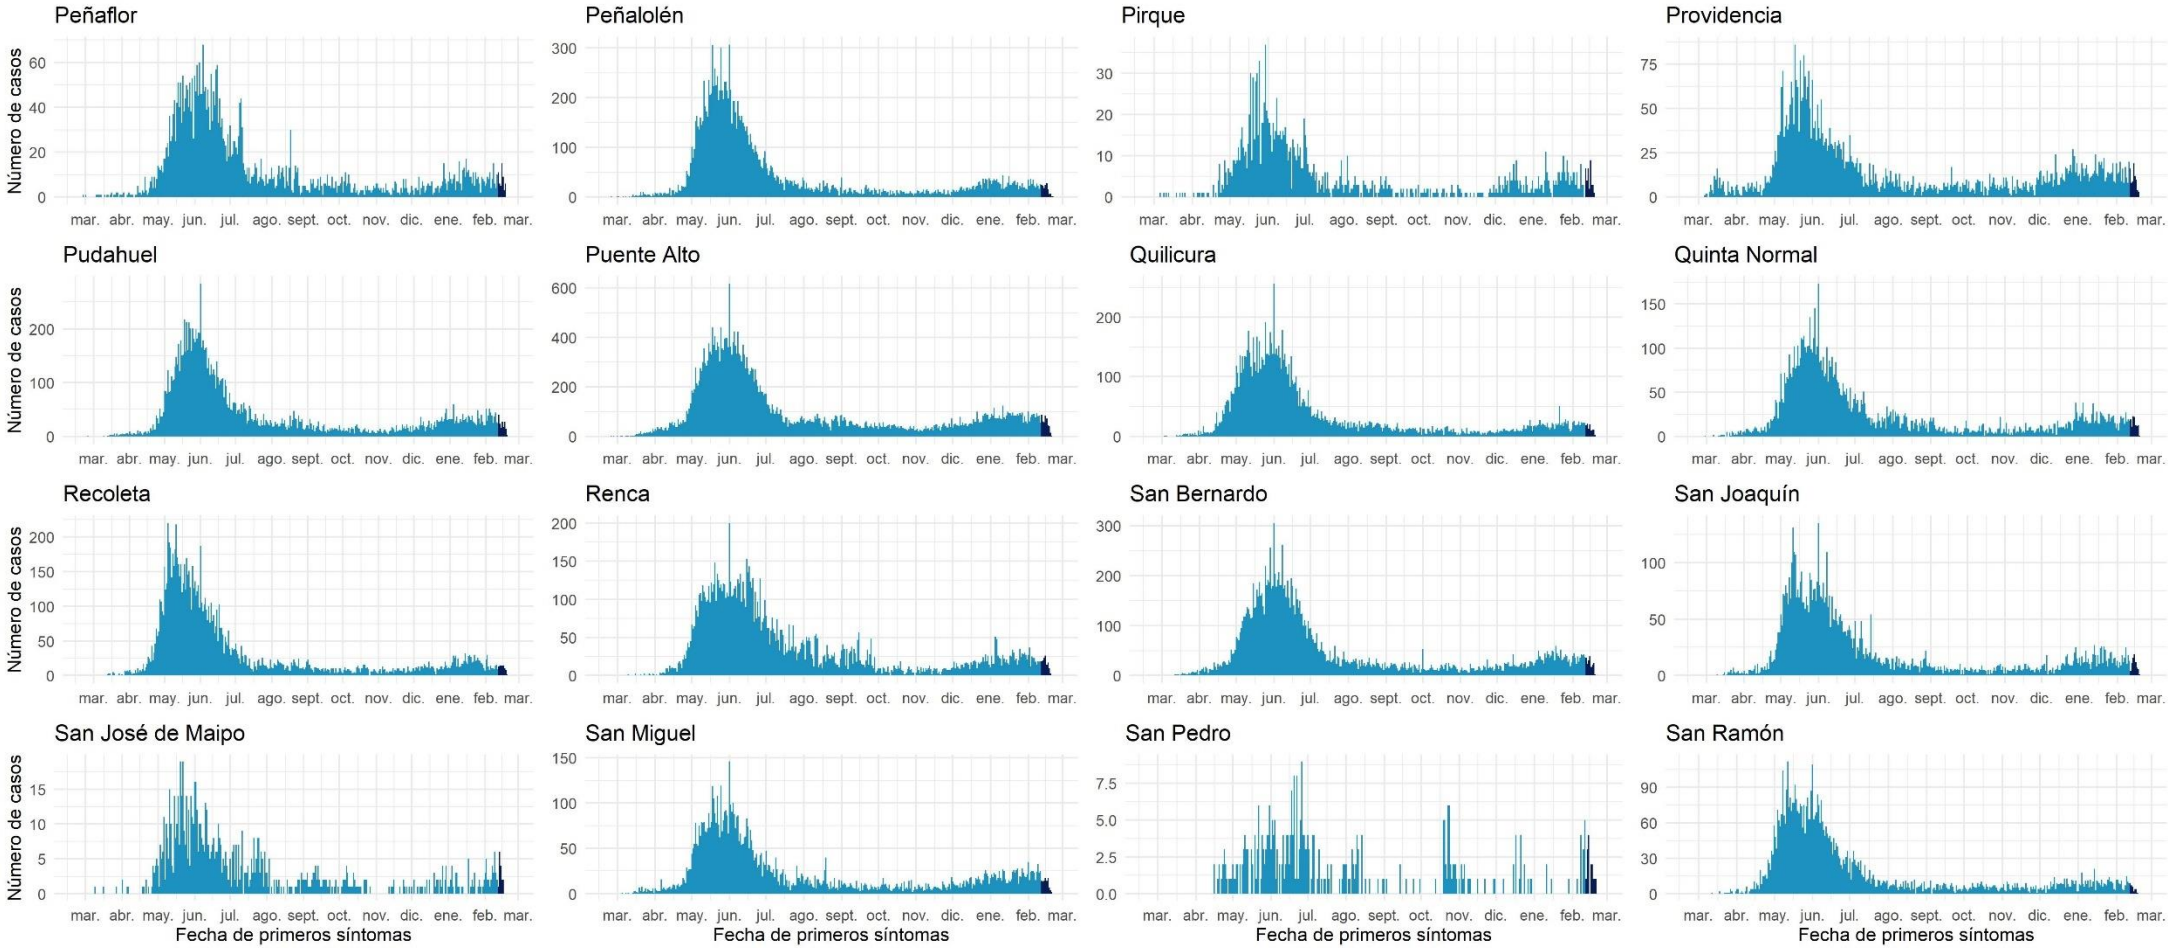 Peñaflor
Número de casos
60
40
20
0
mar. abr. may. jun. jul. ago. sept. oct. nov. dic. ene. feb. mar.
Peñalolén
300
200
100
0
mar. abr. may. jun. jul. ago. sept. oct. nov. dic. ene. feb. mar.
Pirque
30
20
10
0
mar. abr. may. jun. jul. ago. sept. oct. nov. dic. ene. feb. mar.
Providencia
75
50
25
0
mar. abr. may. jun. jul. ago. sept. oct. nov. dic. ene. feb. mar.
Pudahuel
Número de casos
200
100
0
mar. abr. may. jun. jul. ago. sept. oct. nov. dic. ene. feb. mar.
Puente Alto
600
400
200
0
mar. abr. may. jun. jul. ago. sept. oct. nov. dic. ene. feb. mar.
Quilicura
200
100
0
mar. abr. may. jun. jul. ago. sept. oct. nov. dic. ene. feb. mar.
Quinta Normal
150
100
50
0
mar. abr. may. jun. jul. ago. sept. oct. nov. dic. ene. feb. mar.
Recoleta
Número de casos
200
150
100
50
0
mar. abr. may. jun. jul. ago. sept. oct. nov. dic. ene. feb. mar.
Renca
200
150
100
50
0
mar. abr. may. jun. jul. ago. sept. oct. nov. dic. ene. feb. mar.
San Bernardo
300
200
100
0
mar. abr. may. jun. jul. ago. sept. oct. nov. dic. ene. feb. mar.
San Joaquín
100
50
0
mar. abr. may. jun. jul. ago. sept. oct. nov. dic. ene. feb. mar.
San José de Maipo
Número de casos
15
10
5
0
mar. abr. may. jun. jul. ago. sept. oct. nov. dic. ene. feb. mar.
Fecha de primeros síntomas
San Miguel
150
100
50
0
mar. abr. may. jun. jul. ago. sept. oct. nov. dic. ene. feb. mar.
Fecha de primeros síntomas
San Pedro
7.5
5.0
2.5
0.0
mar. abr. may. jun. jul. ago. sept. oct. nov. dic. ene. feb. mar.
Fecha de primeros síntomas
San Ramón
90
60
30
0
mar. abr. may. jun. jul. ago. sept. oct. nov. dic. ene. feb. mar.
Fecha de primeros síntomas